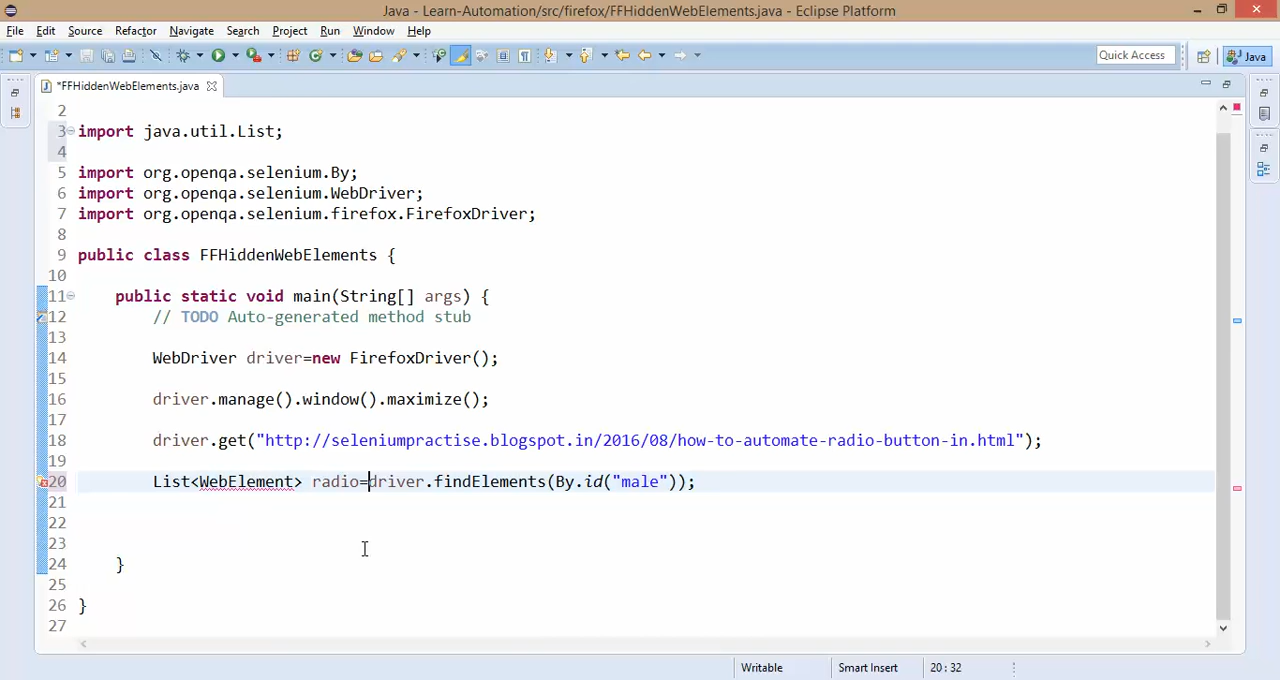 Java - Learn-Automation/src/firefox/FFHiddenWebElements.java - Eclipse Platform
File Edit Source Refactor Navigate Search Project Run Window Help
Quick Access Java
*FFHiddenWebElements.java
2
3 import java.util.List;
4
5 import org.openqa.selenium.By;
6 import org.openqa.selenium.WebDriver;
7 import org.openqa.selenium.firefox.FirefoxDriver;
8
9 public class FFHiddenWebElements {
10
11 public static void main(String[] args) {
12 // TODO Auto-generated method stub
13
14 WebDriver driver=new FirefoxDriver();
15
16 driver.manage().window().maximize();
17
18 driver.get("http://seleniumpractise.blogspot.in/2016/08/how-to-automate-radio-button-in.html");
19
20 List<WebElement> radio=driver.findElements(By.id("male"));
21
22
23
24 }
25
26 }
27
Writable Smart Insert 20 : 32